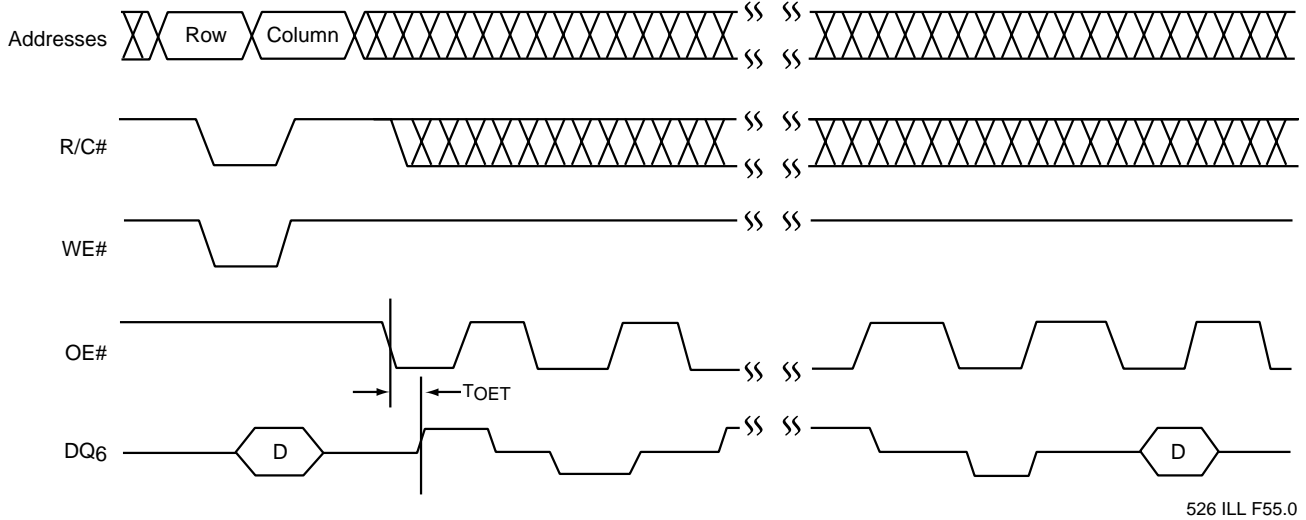 Addresses Row Column
R/C#
WE#
OE#
TOET
DQ6 D D
526 ILL F55.0